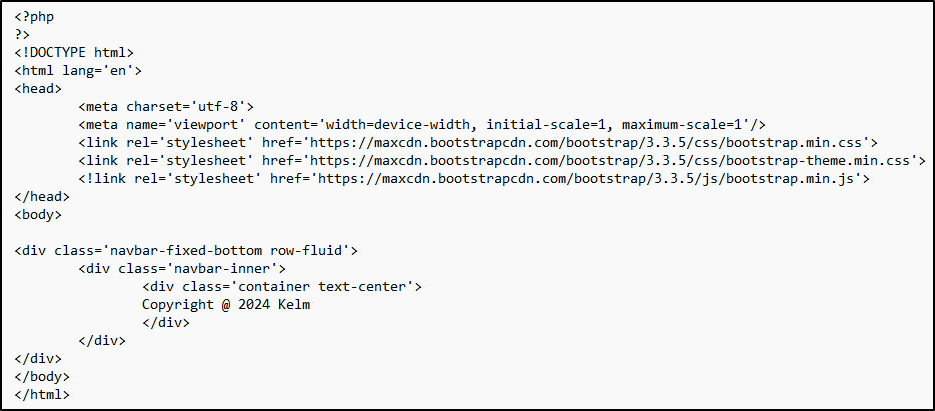 <?php
?>
<!DOCTYPE html>
<html lang='en'>
<head>
<meta charset='utf-8'>
<meta name='viewport' content='width=device-width, initial-scale=1, maximum-scale=1'/>
<link rel='stylesheet' href='https://maxcdn.bootstrapcdn.com/bootstrap/3.3.5/css/bootstrap.min.css'>
<link rel='stylesheet' href='https://maxcdn.bootstrapcdn.com/bootstrap/3.3.5/css/bootstrap-theme.min.css'>
<!link rel='stylesheet' href='https://maxcdn.bootstrapcdn.com/bootstrap/3.3.5/js/bootstrap.min.js'>
</head>
<body>
<div class='navbar-fixed-bottom row-fluid'>
<div class='navbar-inner'>
<div class='container text-center'>
Copyright @ 2024 Kelm
</div>
</div>
</div>
</body>
</html>